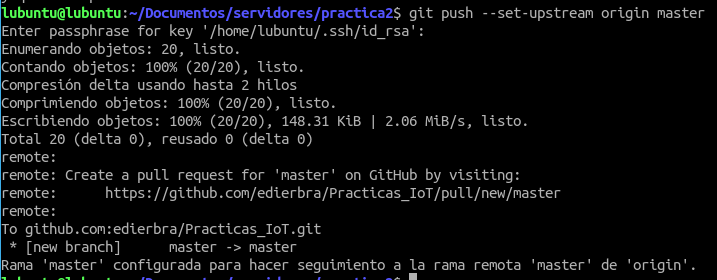 lubuntu@lubuntu:~/Documentos/servidores/practica2$ git push --set-upstream origin master
Enter passphrase for key '/home/lubuntu/.ssh/id_rsa':
Enumerando objetos: 20, listo.
Contando objetos: 100% (20/20), listo.
Compresión delta usando hasta 2 hilos
Comprimiendo objetos: 100% (20/20), listo.
Escribiendo objetos: 100% (20/20), 148.31 KiB | 2.06 MiB/s, listo.
Total 20 (delta 0), reusado 0 (delta 0)
remote:
remote: Create a pull request for 'master' on GitHub by visiting:
remote:      https://github.com/edierbra/Practicas_IoT/pull/new/master
remote:
To github.com:edierbra/Practicas_IoT.git
 * [new branch]      master -> master
Rama 'master' configurada para hacer seguimiento a la rama remota 'master' de 'origin'.